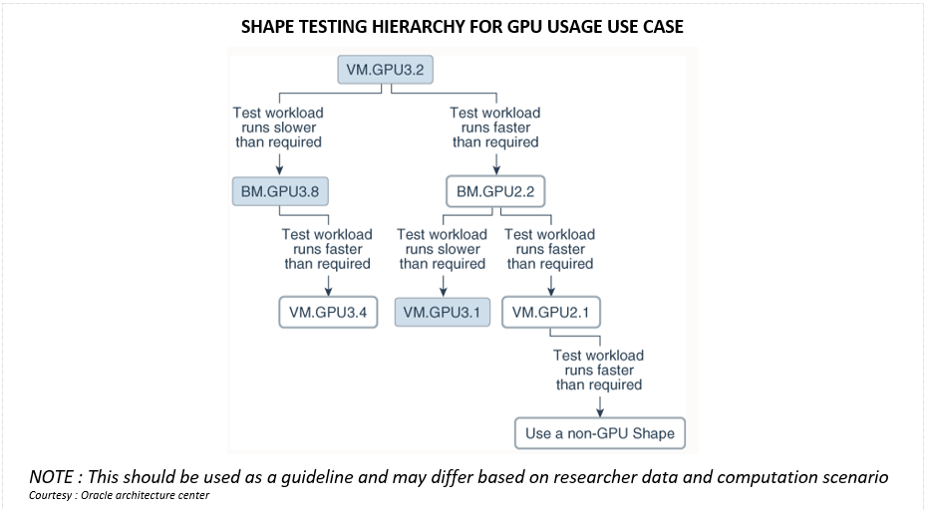 SHAPE TESTING HIERARCHY FOR GPU USAGE USE CASE
VM.GPU3.2
Test workload
runs slower
than required
Test workload
runs faster
than required
BM.GPU3.8
BM.GPU2.2
Test workload
runs faster
than required
Test workload
runs slower
than required
Test workload
runs faster
than required
VM.GPU3.4
VM.GPU3.1
VM.GPU2.1
Test workload
runs faster
than required
Use a non-GPU Shape
NOTE : This should be used as a guideline and may differ based on researcher data and computation scenario
Courtesy : Oracle architecture center